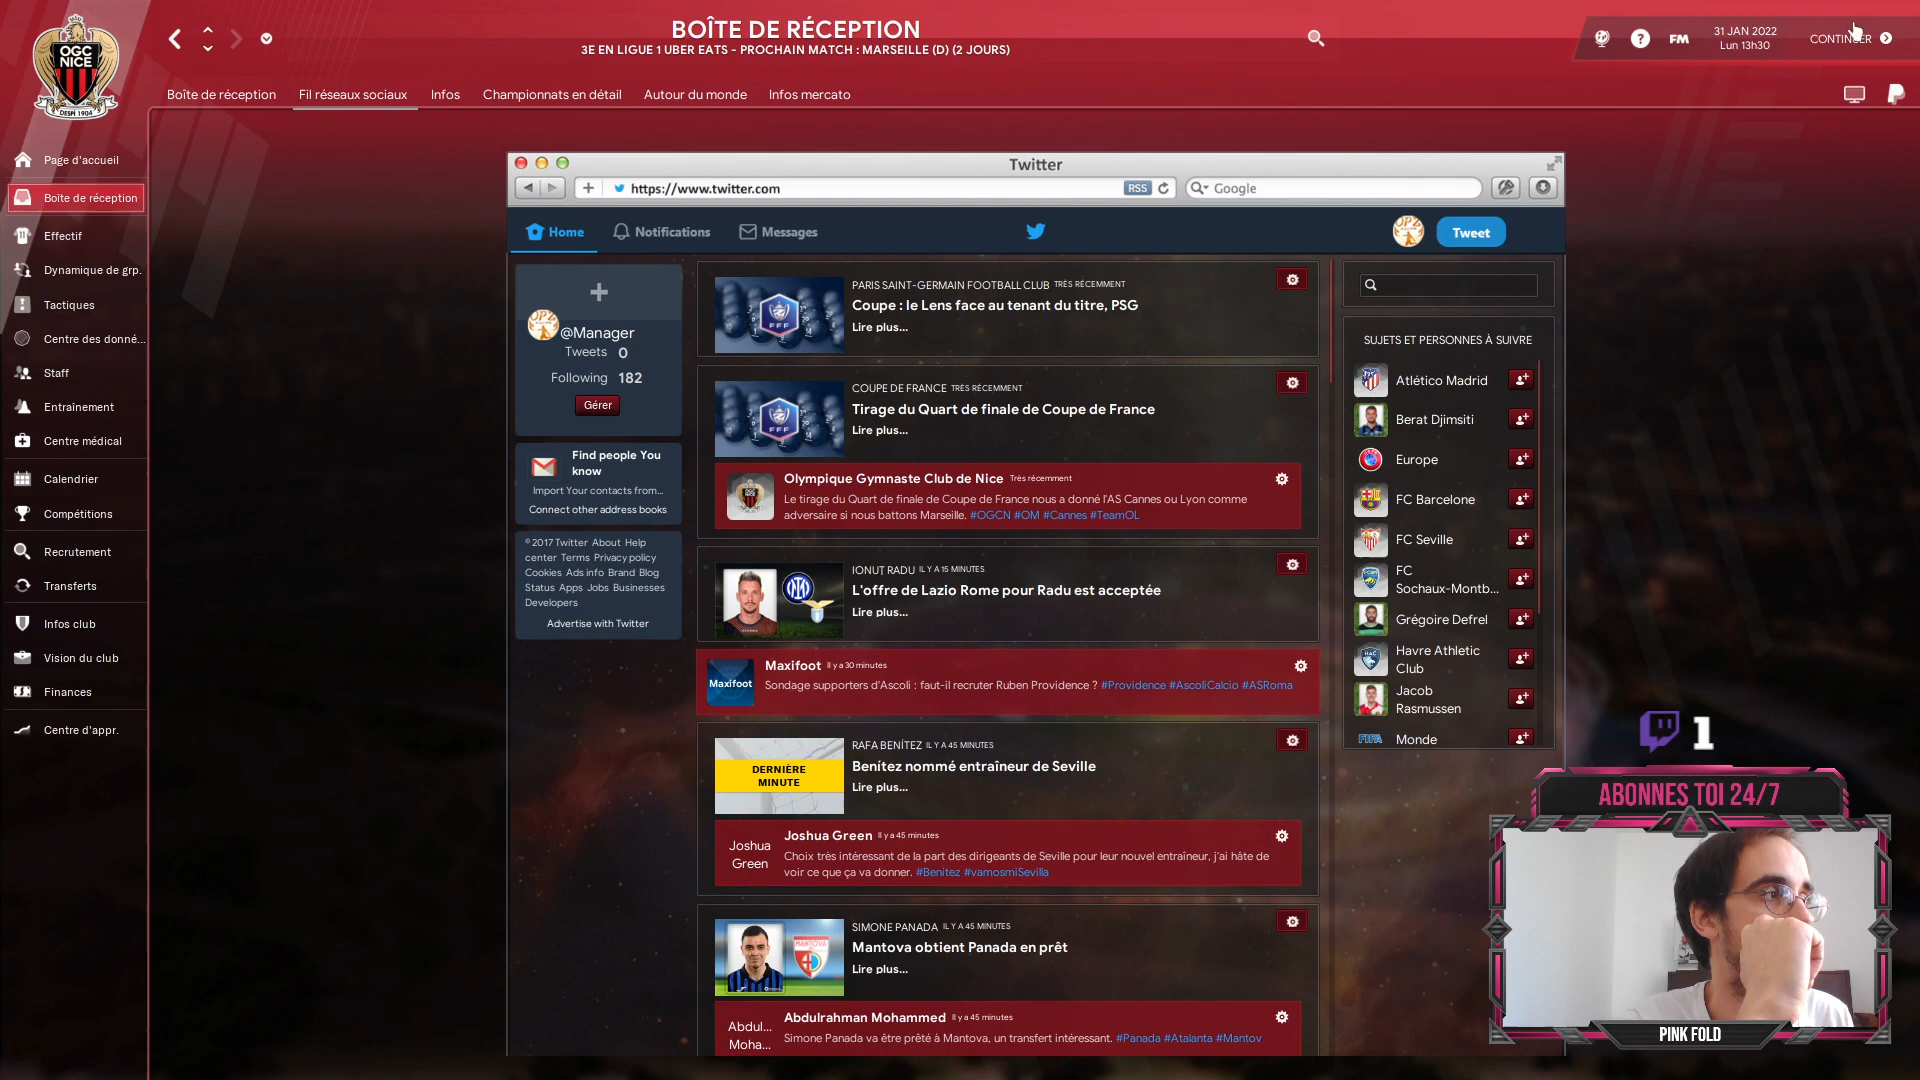 OGC
NICE
DESPI 1904
BOÎTE DE RÉCEPTION
3E EN LIGUE 1 UBER EATS - PROCHAIN MATCH : MARSEILLE (D) (2 JOURS)
FM
31 JAN 2022
Lun 13h30
Boîte de réception
Fil réseaux sociaux
Infos
Championnats en détail
Autour du monde
Infos mercato
Page d'accueil
Boîte de réception
Effectif
Dynamique de grp.
Tactiques
Centre des donné...
Staff
Entraînement
Centre médical
Calendrier
Compétitions
Recrutement
Transferts
Infos club
Vision du club
Finances
Centre d'appr.
Twitter
https://www.twitter.com
RSS
Google
Home
Notifications
Messages
Tweet
@Manager
Tweets 0
Following 182
Gérer
Find people You
know
Import Your contacts from...
Connect other address books
© 2017 Twitter About Help
center Terms Privacy policy
Cookies Ads info Brand Blog
Status Apps Jobs Businesses
Developers
Advertise with Twitter
PARIS SAINT-GERMAIN FOOTBALL CLUB TRÈS RÉCEMMENT
Coupe : le Lens face au tenant du titre, PSG
Lire plus...
FFF
COUPE DE FRANCE TRÈS RÉCEMMENT
Tirage du Quart de finale de Coupe de France
Lire plus...
FFF
Olympique Gymnaste Club de Nice Très récemment
Le tirage du Quart de finale de Coupe de France nous a donné l'AS Cannes ou Lyon comme
adversaire si nous battons Marseille. #OGCN #OM #Cannes #TeamOL
IONUȚ RADU IL Y A 15 MINUTES
L'offre de Lazio Rome pour Radu est acceptée
Lire plus...
Maxifoot
Maxifoot Il y a 30 minutes
Sondage supporters d'Ascoli : faut-il recruter Ruben Providence ? #Providence #AscoliCalcio #ASRoma
DERNIÈRE
MINUTE
RAFA BENÍTEZ IL Y A 45 MINUTES
Benítez nommé entraîneur de Seville
Lire plus...
Joshua
Green
Joshua Green Il y a 45 minutes
Choix très intéressant de la part des dirigeants de Seville pour leur nouvel entraîneur, j'ai hâte de
voir ce que ça va donner. #Benitez #vamosmiSevilla
MANTOVA
SIMONE PANADA IL Y A 45 MINUTES
Mantova obtient Panada en prêt
Lire plus...
Abdul...
Moha...
Abdulrahman Mohammed Il y a 45 minutes
Simone Panada va être prêté à Mantova, un transfert intéressant. #Panada #Atalanta #Mantov
SUJETS ET PERSONNES À SUIVRE
Atlético Madrid
Berat Djimsiti
Europe
FC Barcelone
FC Seville
FC
Sochaux-Montb...
Grégoire Defrel
HAC
Havre Athletic
Club
Jacob
Rasmussen
FIFA
Monde
1
ABONNES TOI 24/7
PINK FOLD